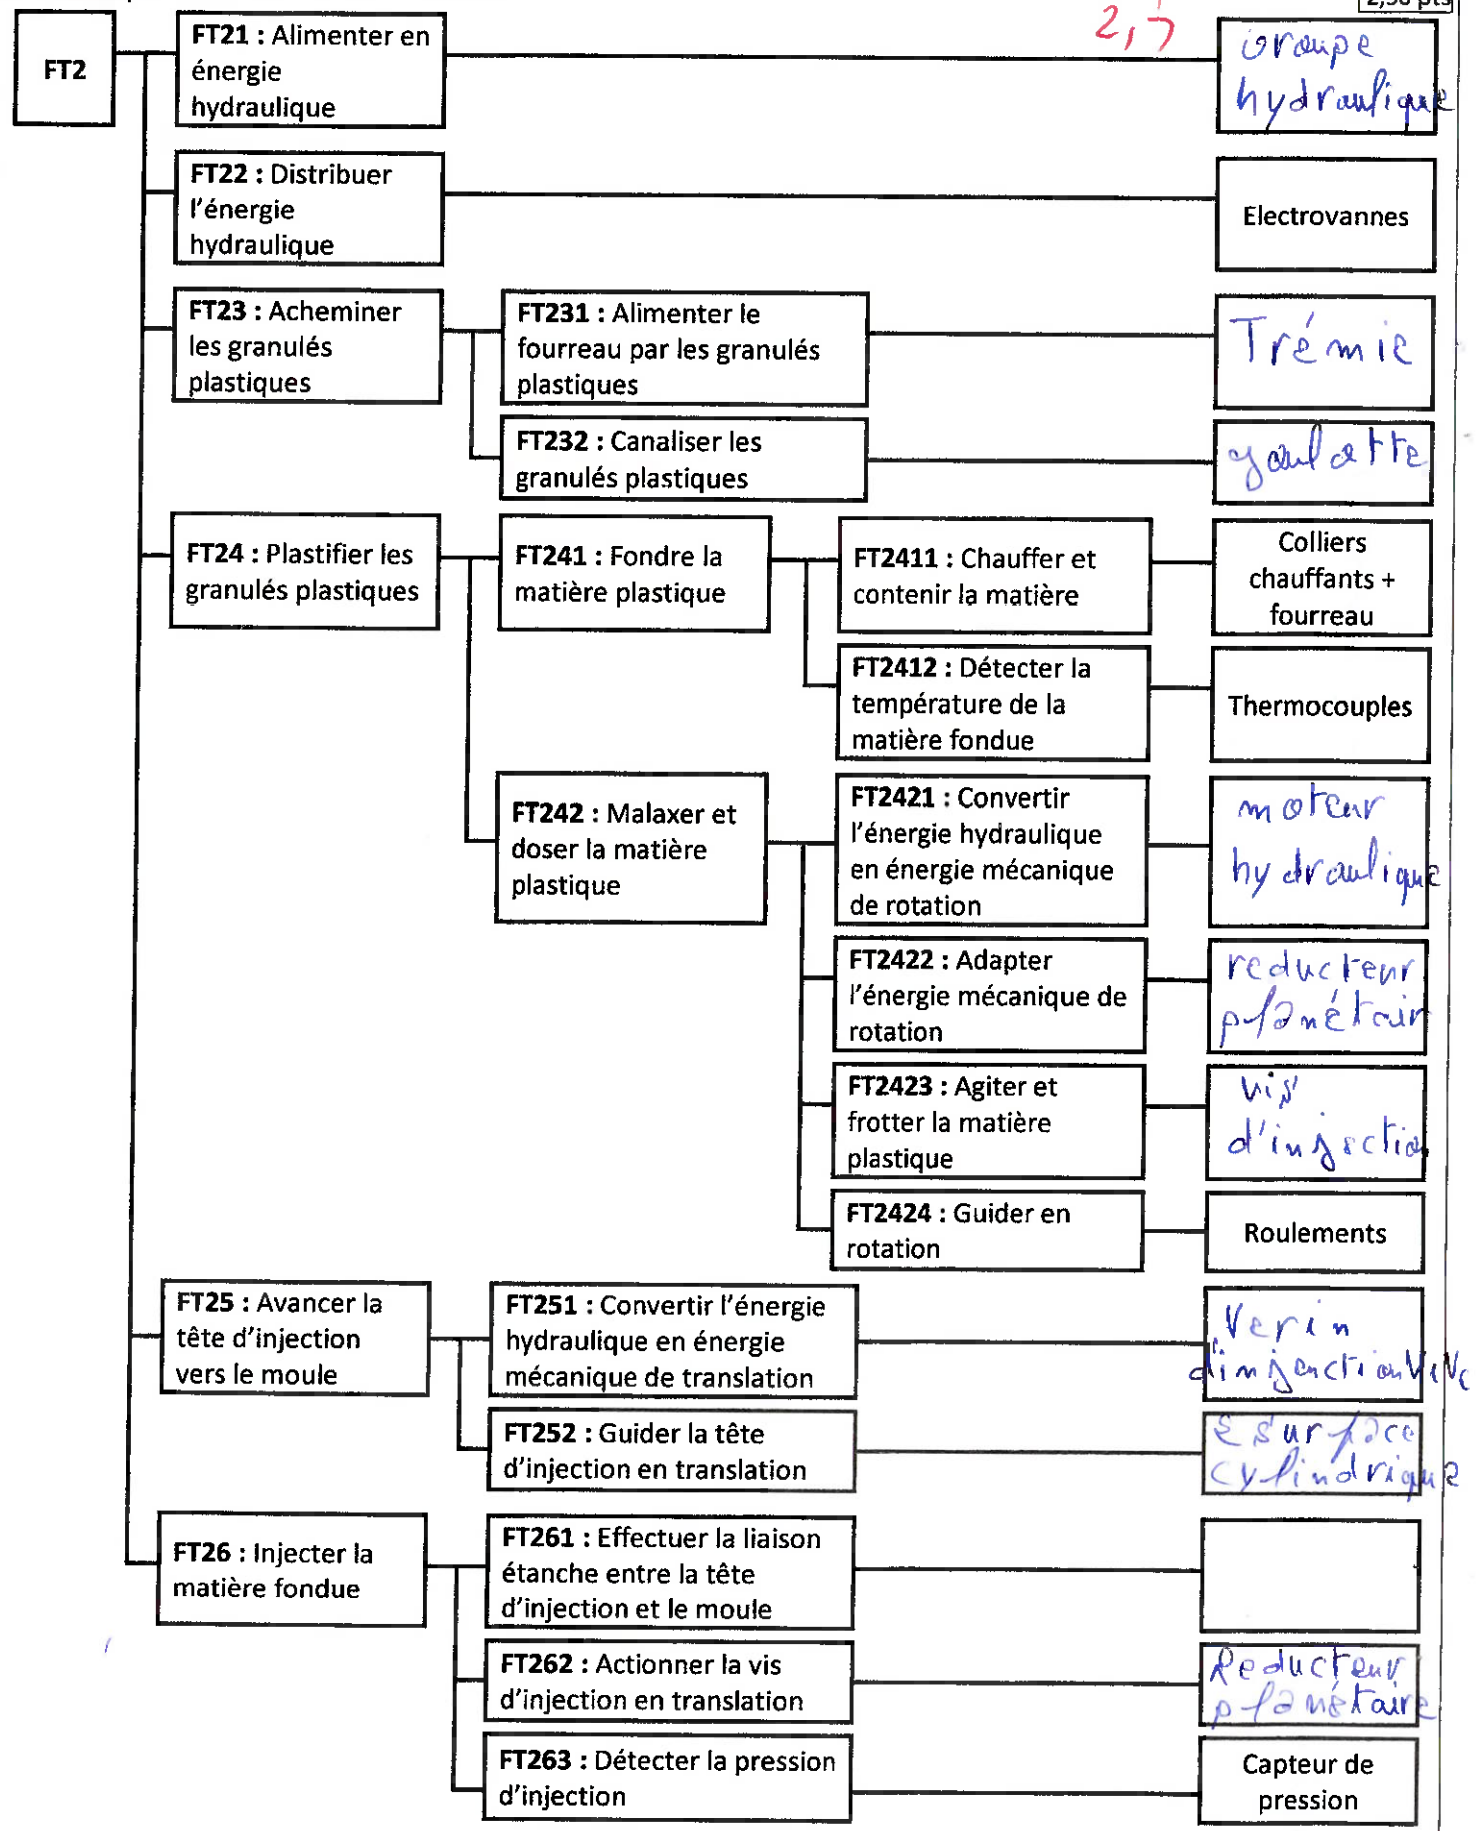 FT2
FT21 : Alimenter en
énergie
hydraulique
2,5
groupe
hydraulique
FT22 : Distribuer
l'énergie
hydraulique
Electrovannes
FT23 : Acheminer
les granulés
plastiques
FT231 : Alimenter le
fourreau par les granulés
plastiques
Trémie
FT232 : Canaliser les
granulés plastiques
goulotte
FT24 : Plastifier les
granulés plastiques
FT241 : Fondre la
matière plastique
FT2411 : Chauffer et
contenir la matière
Colliers
chauffants +
fourreau
FT2412 : Détecter la
température de la
matière fondue
Thermocouples
FT242 : Malaxer et
doser la matière
plastique
FT2421 : Convertir
l'énergie hydraulique
en énergie mécanique
de rotation
moteur
hydraulique
FT2422 : Adapter
l'énergie mécanique de
rotation
reducteur
planétair
FT2423 : Agiter et
frotter la matière
plastique
vis
d'injectio
FT2424 : Guider en
rotation
Roulements
FT25 : Avancer la
tête d'injection
vers le moule
FT251 : Convertir l'énergie
hydraulique en énergie
mécanique de translation
Verin
FT252 : Guider la tête
d'injection en translation
surface
cylindrique
FT26 : Injecter la
matière fondue
FT261 : Effectuer la liaison
étanche entre la tête
d'injection et le moule
FT262 : Actionner la vis
d'injection en translation
Reducteur
planétaire
FT263 : Détecter la pression
d'injection
Capteur de
pression